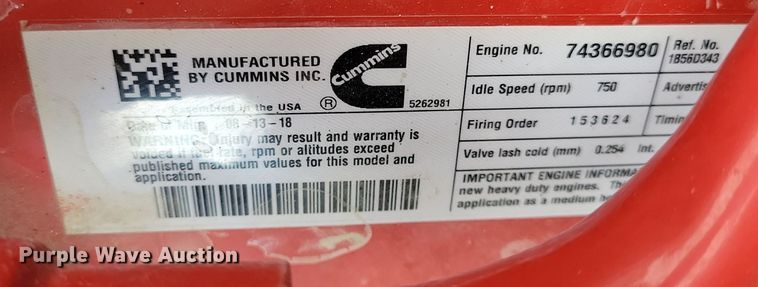 MANUFACTURED
BY CUMMINS INC.
Assembled in the USA
®
Cummins
5262981
Date of Mfg. 08-13-18
WARNING: Injury may result and warranty is
voided if fuel rate, rpm or altitudes exceed
published maximum values for this model and
application.
Engine No. 74366980
Ref. No.
1856D343
Idle Speed (rpm) 750
Firing Order 1 5 3 6 2 4
Valve lash cold (mm) 0.254 Int.
IMPORTANT ENGINE
new heavy duty engines.
application as a medium
Purple Wave Auction